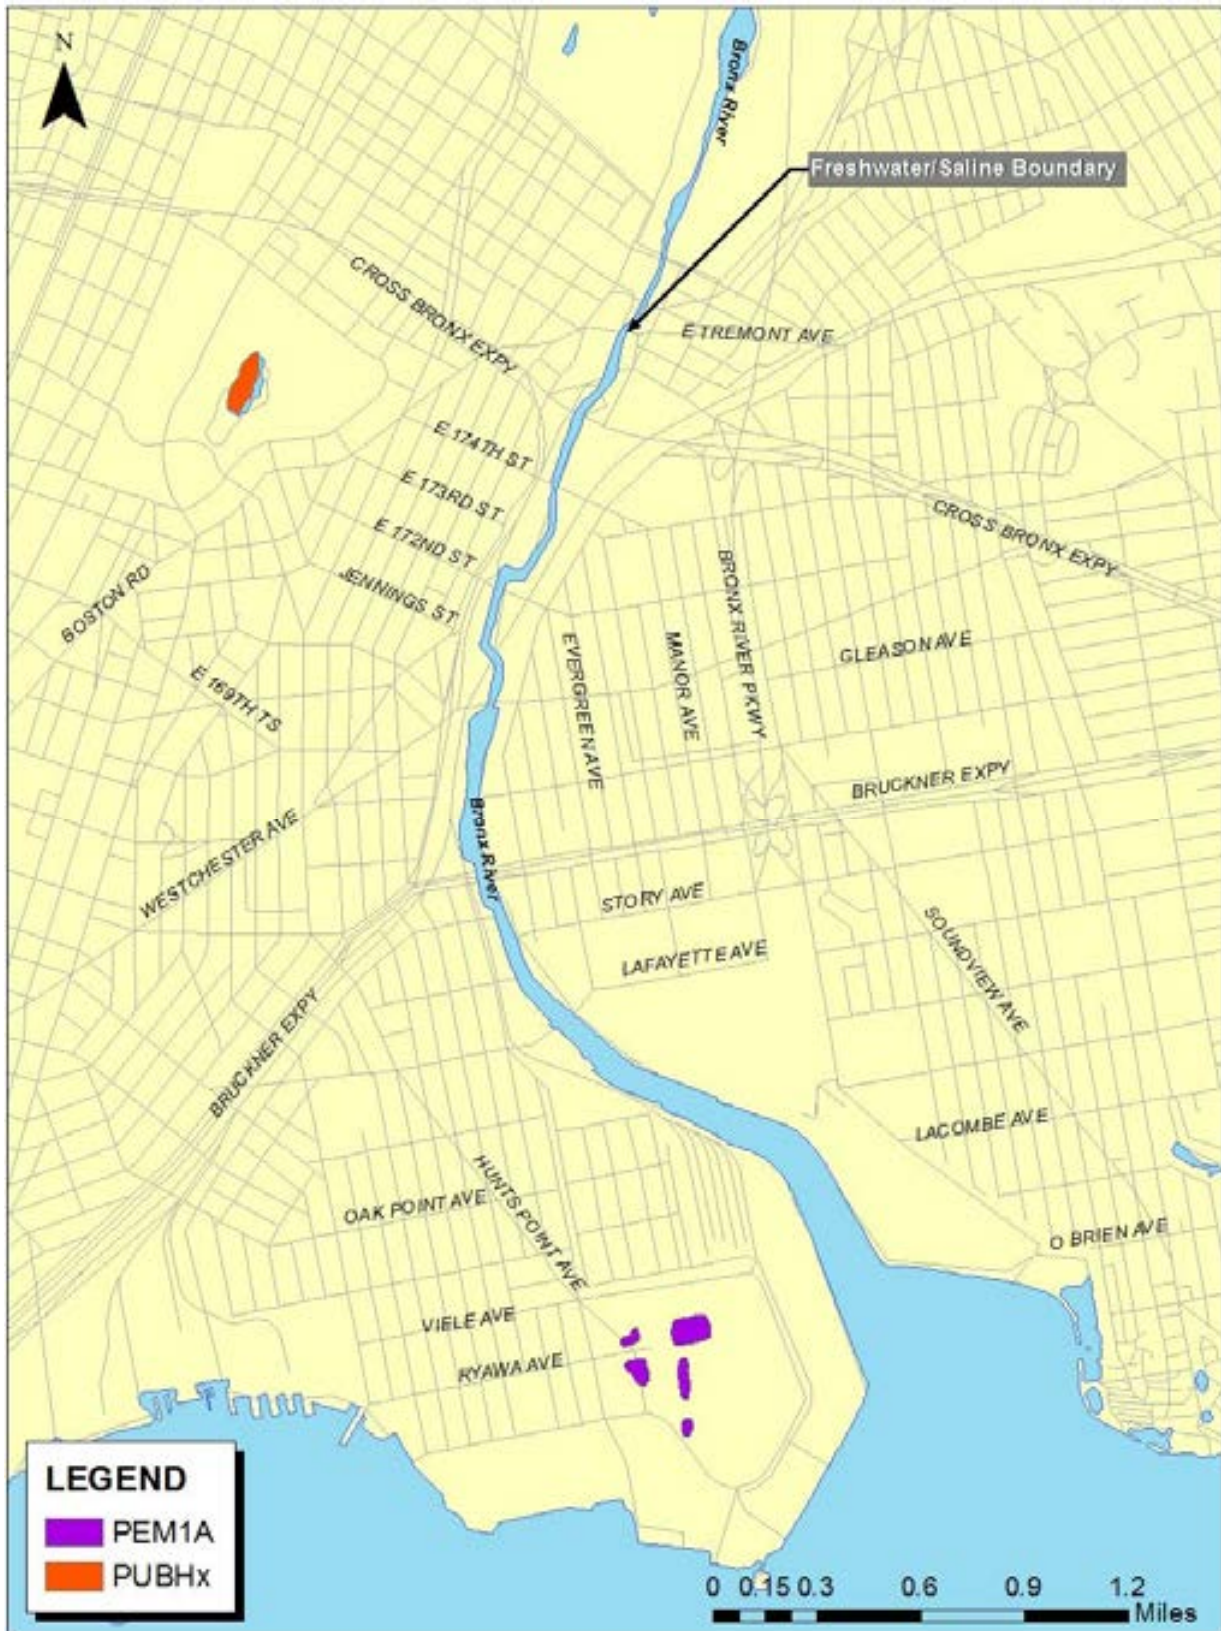 N
Bronx River
Freshwater/Saline Boundary
CROSS BRONX EXPY
E TREMONT AVE
E 174TH ST
E 173RD ST
E 172ND ST
JENNINGS ST
BOSTON RD
E 169TH TS
CROSS BRONX EXPY
BRONX RIVER PKWY
EVERGREEN AVE
MANOR AVE
GLEASON AVE
BRUCKNER EXPY
WESTCHESTER AVE
Bronx River
STORY AVE
LAFAYETTE AVE
SOUNDVIEW AVE
BRUCKNER EXPY
LACOMBE AVE
HUNTS POINT AVE
OAK POINT AVE
O BRIEN AVE
VIELE AVE
RYAWA AVE
LEGEND
PEM1A
PUBHx
0 0.15 0.3 0.6 0.9 1.2
Miles